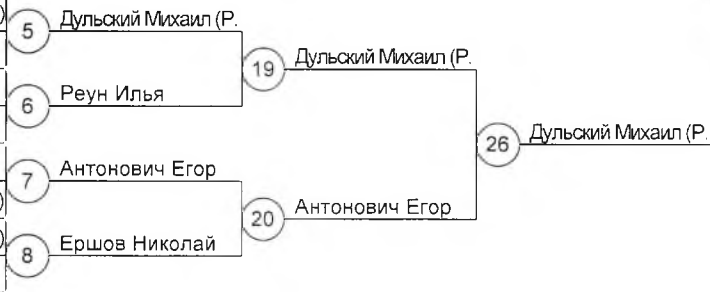 5 Дульский Михаил (Р.
19 Дульский Михаил (Р.
6 Реун Илья
26 Дульский Михаил (Р.
7 Антонович Егор
20 Антонович Егор
8 Ершов Николай